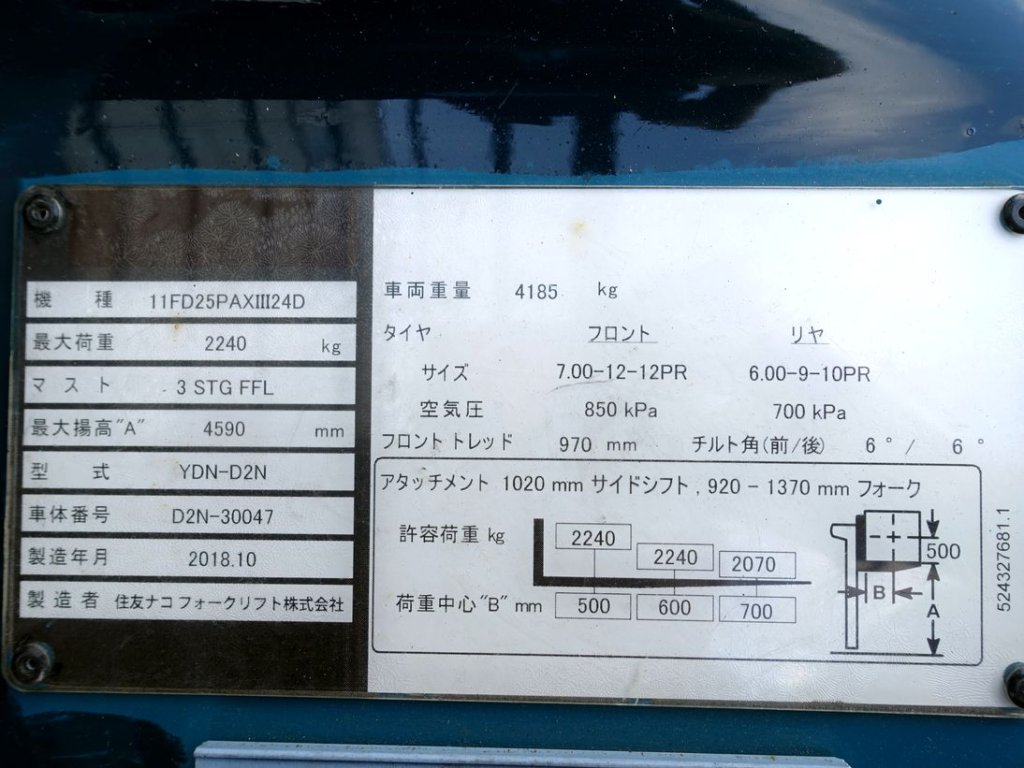 機 種 11FD25PAXIII24D
最大荷重 2240 kg
マ ス ト 3 STG FFL
最大揚高"A" 4590 mm
型 式 YDN-D2N
車体番号 D2N-30047
製造年月 2018.10
製 造 者 住友ナコ フォークリフト株式会社
車両重量 4185 kg
タイヤ フロント リヤ
サイズ 7.00-12-12PR 6.00-9-10PR
空気圧 850 kPa 700 kPa
フロント トレッド 970 mm チルト角(前/後) 6 ° / 6 °
アタッチメント 1020 mm サイドシフト , 920 - 1370 mm フォーク
許容荷重 kg 2240 2240 2070
荷重中心"B" mm 500 600 700
500
B
A
524327681.1